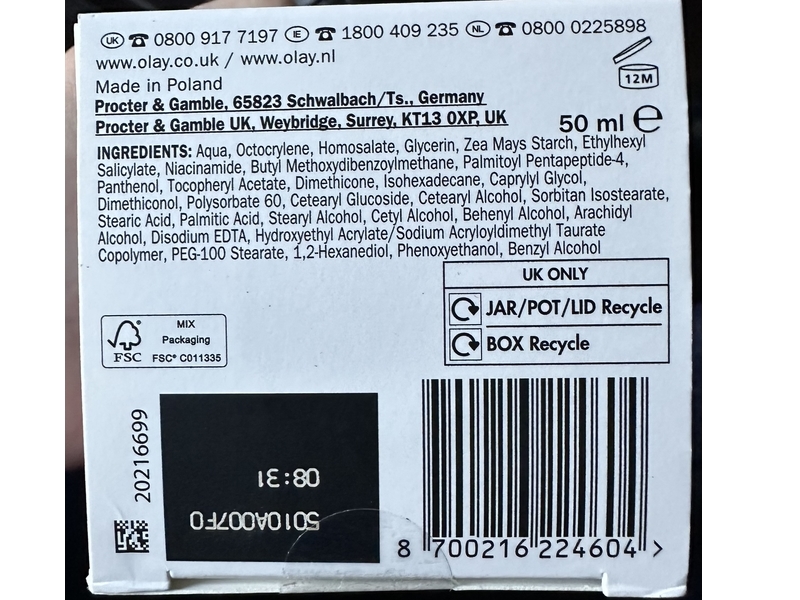 UK ☎ 0800 917 7197 IE ☎ 1800 409 235 NL ☎ 0800 0225898
www.olay.co.uk / www.olay.nl
12M
Made in Poland
Procter & Gamble, 65823 Schwalbach/Ts., Germany
Procter & Gamble UK, Weybridge, Surrey, KT13 0XP, UK
50 ml ℮
INGREDIENTS: Aqua, Octocrylene, Homosalate, Glycerin, Zea Mays Starch, Ethylhexyl
Salicylate, Niacinamide, Butyl Methoxydibenzoylmethane, Palmitoyl Pentapeptide-4,
Panthenol, Tocopheryl Acetate, Dimethicone, Isohexadecane, Caprylyl Glycol,
Dimethiconol, Polysorbate 60, Cetearyl Glucoside, Cetearyl Alcohol, Sorbitan Isostearate,
Stearic Acid, Palmitic Acid, Stearyl Alcohol, Cetyl Alcohol, Behenyl Alcohol, Arachidyl
Alcohol, Disodium EDTA, Hydroxyethyl Acrylate/Sodium Acryloyldimethyl Taurate
Copolymer, PEG-100 Stearate, 1,2-Hexanediol, Phenoxyethanol, Benzyl Alcohol
UK ONLY
JAR/POT/LID Recycle
BOX Recycle
FSC
MIX
Packaging
FSC® C011335
20216699
5010A007F0
08:31
8 700216 224604 >